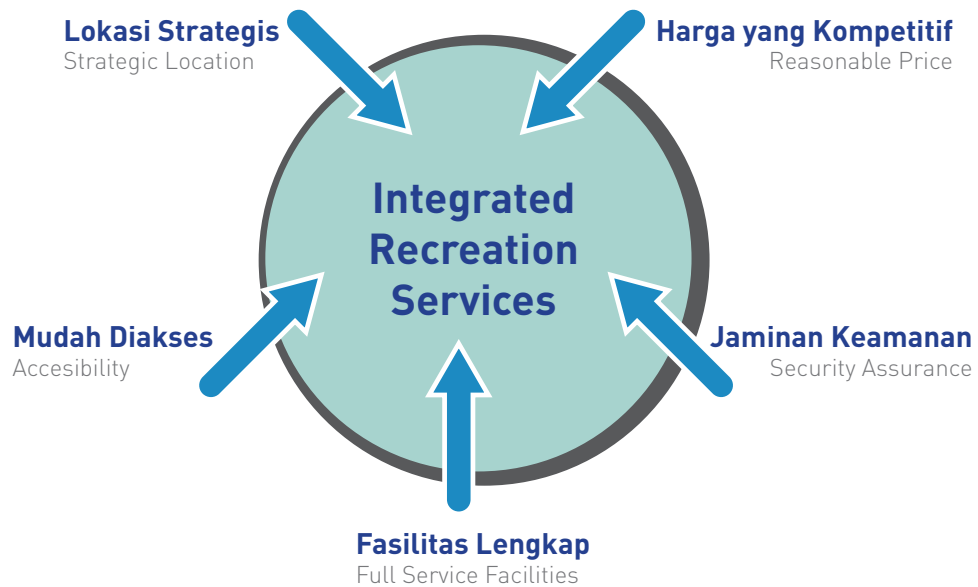 Lokasi Strategis
Strategic Location
Harga yang Kompetitif
Reasonable Price
Integrated
Recreation
Services
Mudah Diakses
Accesibility
Jaminan Keamanan
Security Assurance
Fasilitas Lengkap
Full Service Facilities